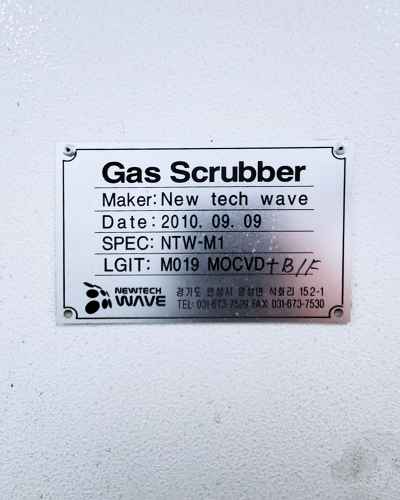 Gas Scrubber
Maker: New tech wave
Date: 2010. 09. 09
SPEC: NTW-M1
LGIT: M019 MOCVD+B/F
NEWTECH WAVE
경기도 안성시 양성면 석화리 152-1
TEL: 031-673-7529 FAX: 031-673-7530